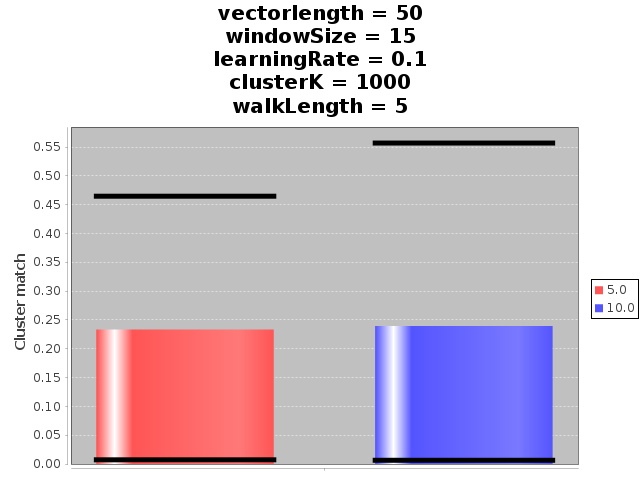 vectorlength = 50
windowSize = 15
learningRate = 0.1
clusterK = 1000
walkLength = 5
Cluster match
0.55
0.50
0.45
0.40
0.35
0.30
0.25
0.20
0.15
0.10
0.05
0.00
5.0
10.0